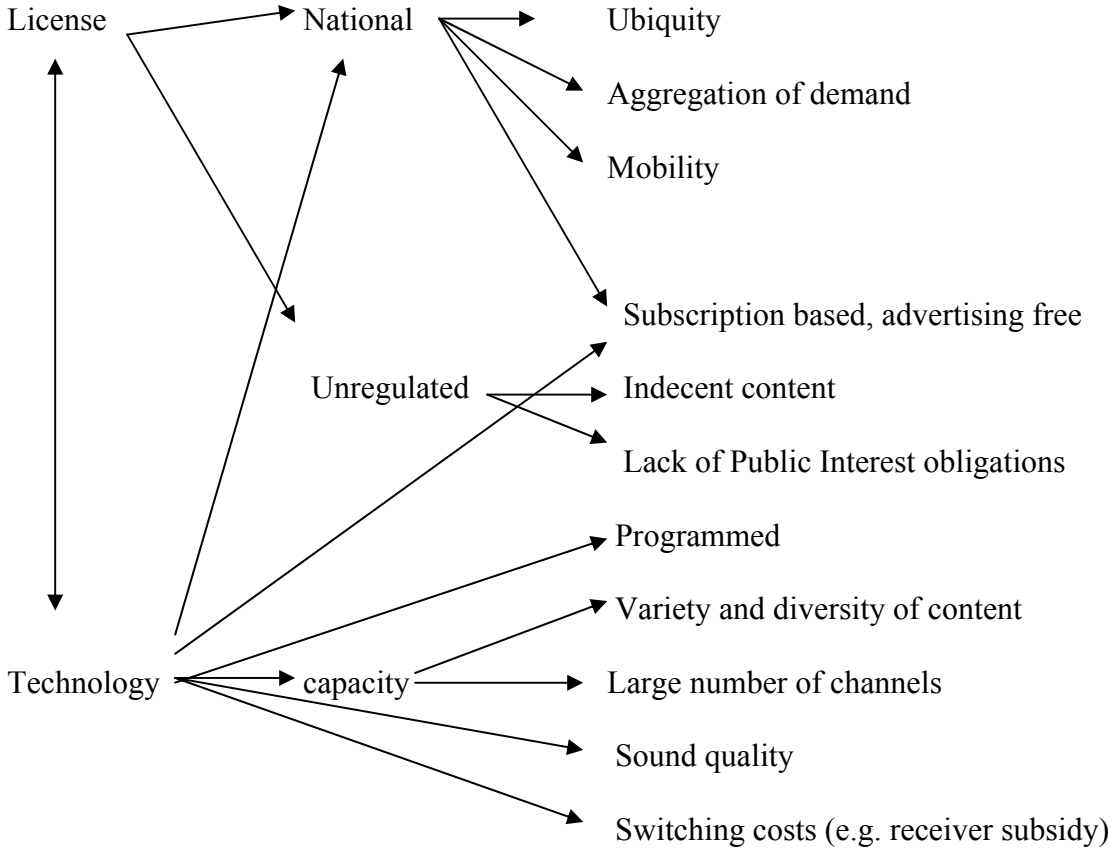 License National Ubiquity
Aggregation of demand
Mobility
Subscription based, advertising free
Unregulated Indecent content
Lack of Public Interest obligations
Programmed
Variety and diversity of content
Technology capacity Large number of channels
Sound quality
Switching costs (e.g. receiver subsidy)